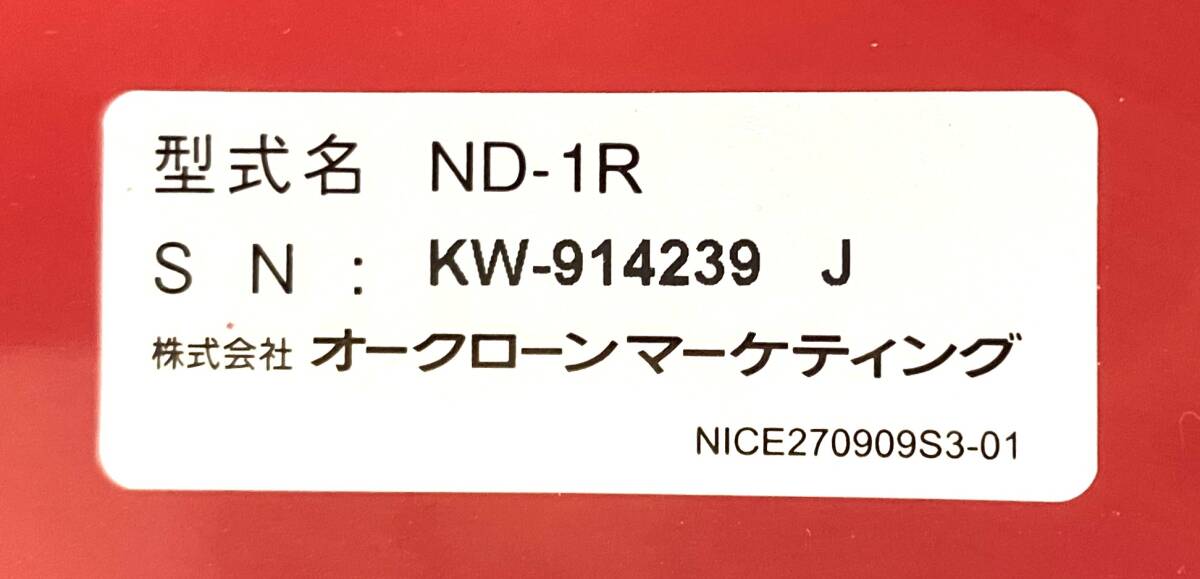 型式名 ND-1R
S N : KW-914239 J
株式会社 オークローンマーケティング
NICE270909S3-01